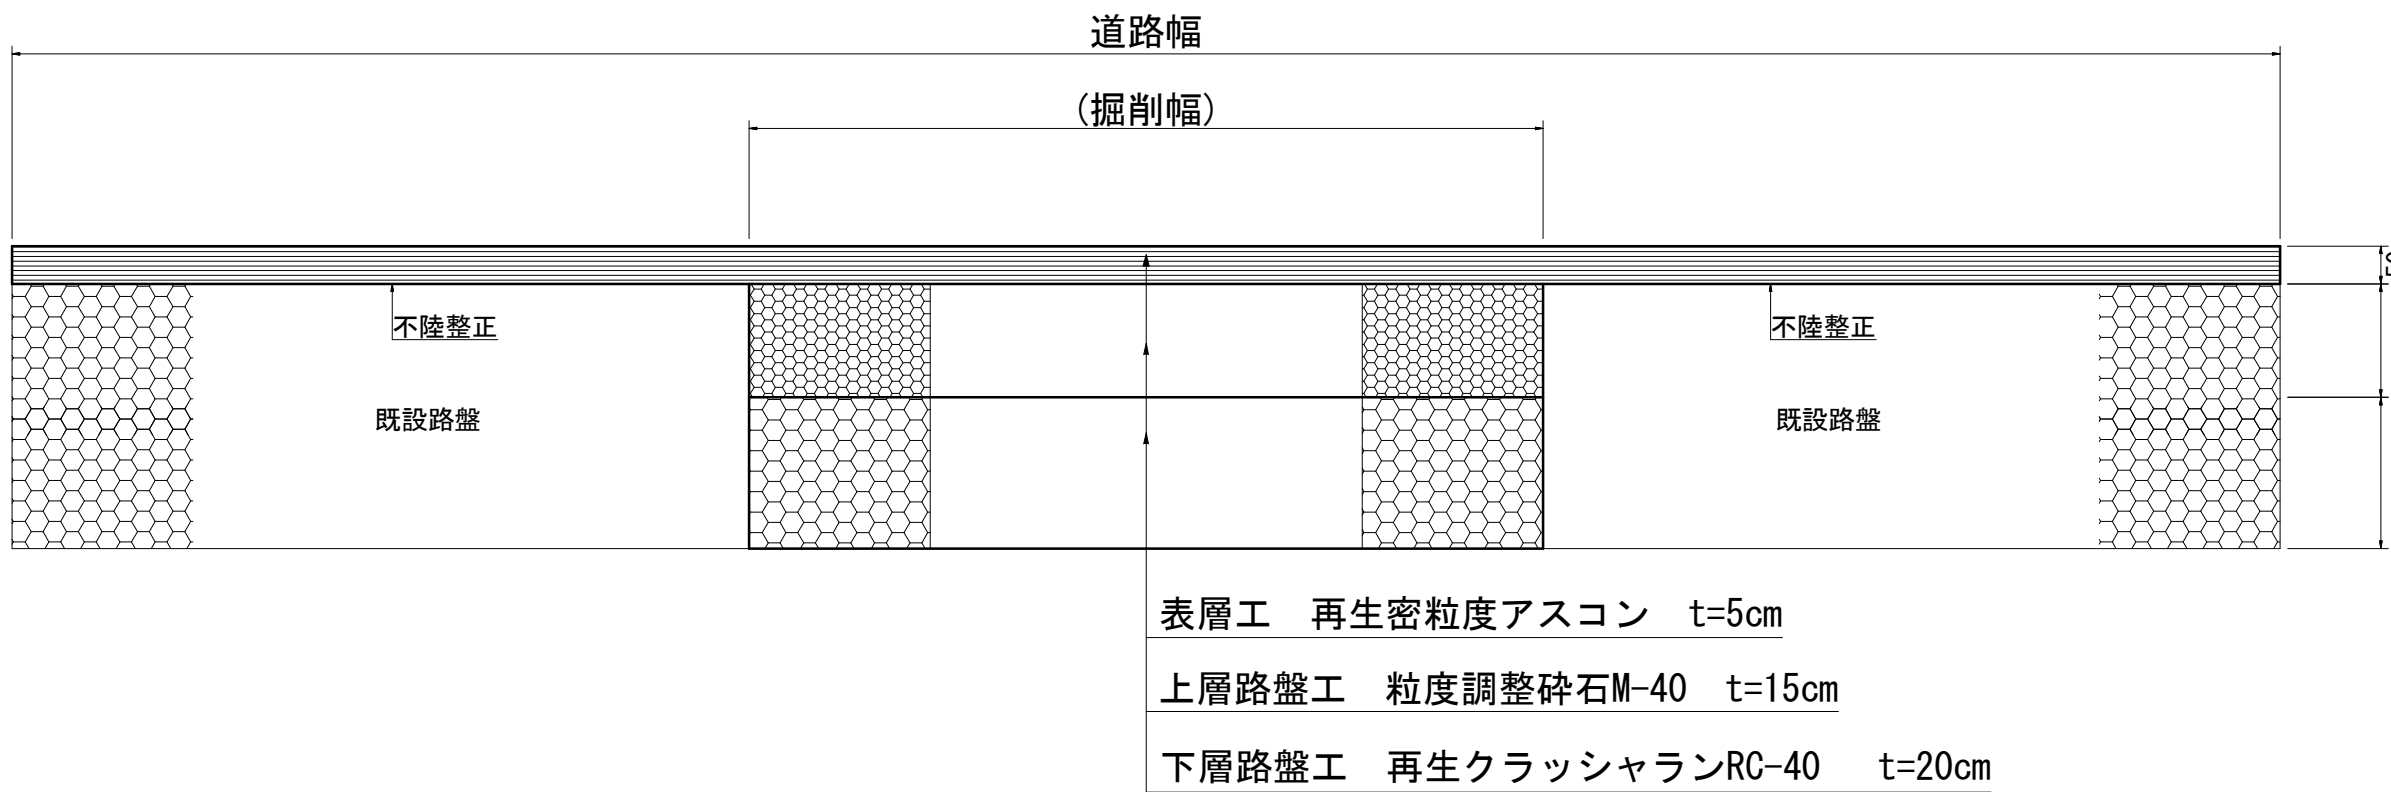 道路幅
(掘削幅)
不陸整正
不陸整正
既設路盤
既設路盤
表層工　再生密粒度アスコン　t=5cm
上層路盤工　粒度調整砕石M-40　t=15cm
下層路盤工　再生クラッシャランRC-40　t=20cm